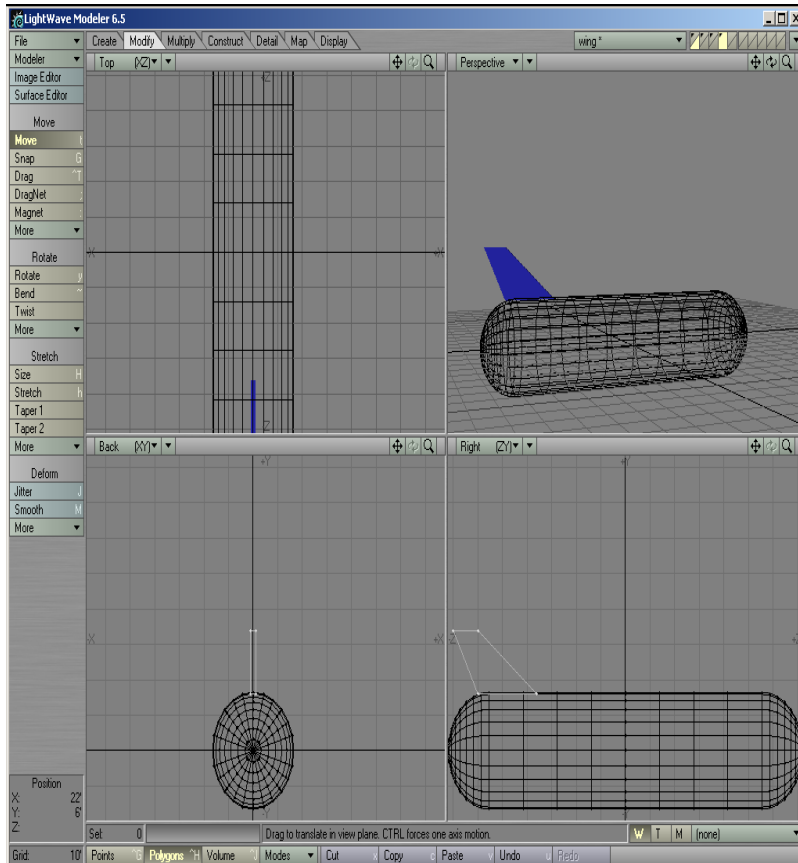 LightWave Modeler 6.5
File
Create Modify Multiply Construct Detail Map Display
wing *
Modeler
Image Editor
Surface Editor
Move
Move t
Snap G
Drag ^T
DragNet ;
Magnet :
More
Rotate
Rotate y
Bend ~
Twist
More
Stretch
Size H
Stretch h
Taper 1
Taper 2
More
Deform
Jitter J
Smooth M
More
Top (XZ)
+Z
-X
+X
-Z
Perspective
Back (XY)
+Y
-X
+X
-Y
Right (ZY)
+Y
-Z
+Z
-Y
Position
X: 22'
Y: 6'
Z:
Grid: 10'
Sel: 0
Drag to translate in view plane. CTRL forces one axis motion.
W T M (none)
Points ^G Polygons ^H Volume ^J Modes Cut x Copy c Paste v Undo u Redo